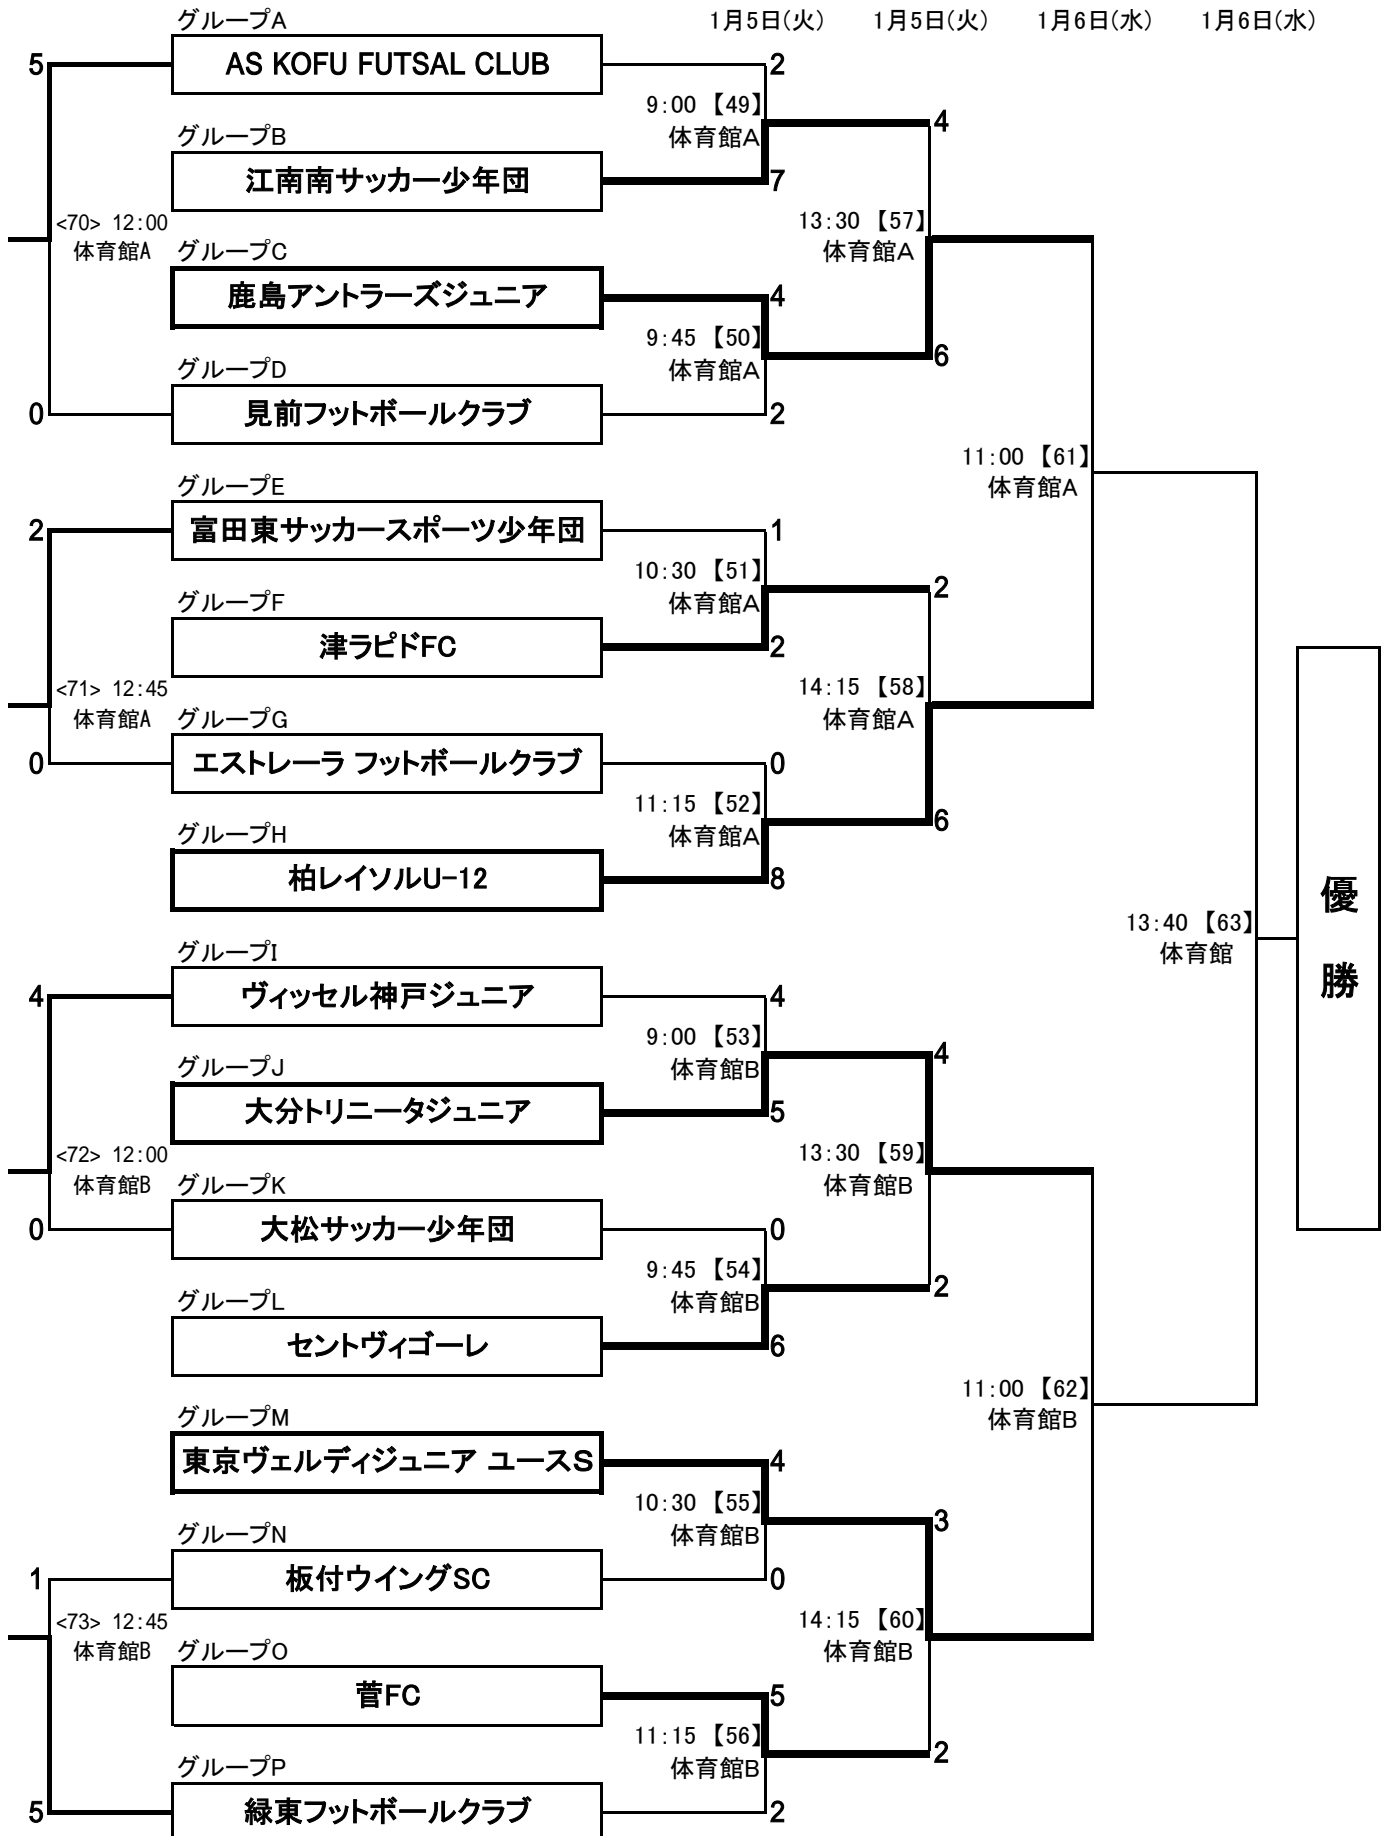 グループA
1月5日(火) 1月5日(火) 1月6日(水) 1月6日(水)
5 AS KOFU FUTSAL CLUB 2
9:00 【49】
体育館A
4
グループB
江南南サッカー少年団 7
<70> 12:00
体育館A
13:30 【57】
体育館A
グループC
鹿島アントラーズジュニア 4
9:45 【50】
体育館A
6
グループD
0 見前フットボールクラブ 2
11:00 【61】
体育館A
グループE
2 富田東サッカースポーツ少年団 1
10:30 【51】
体育館A
2
グループF
津ラピドFC 2
<71> 12:45
体育館A
14:15 【58】
体育館A
グループG
0 エストレーラ フットボールクラブ 0
11:15 【52】
体育館A
6
グループH
柏レイソルU-12 8
13:40 【63】
体育館
優勝
グループI
4 ヴィッセル神戸ジュニア 4
9:00 【53】
体育館B
4
グループJ
大分トリニータジュニア 5
<72> 12:00
体育館B
13:30 【59】
体育館B
グループK
0 大松サッカー少年団 0
9:45 【54】
体育館B
2
グループL
セントヴィゴーレ 6
11:00 【62】
体育館B
グループM
東京ヴェルディジュニア ユースS 4
10:30 【55】
体育館B
3
グループN
1 板付ウイングSC 0
<73> 12:45
体育館B
14:15 【60】
体育館B
グループO
菅FC 5
11:15 【56】
体育館B
2
グループP
5 緑東フットボールクラブ 2